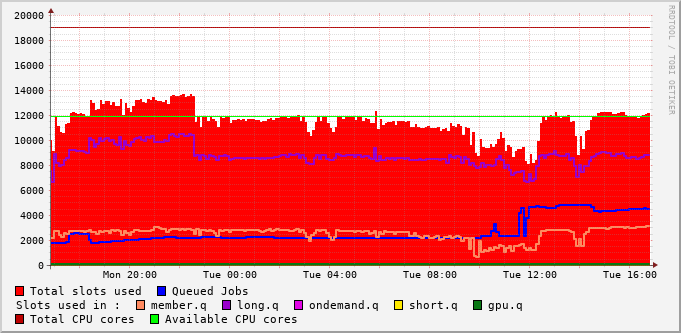 RRDTOOL / TOBI OETIKER
20000
18000
16000
14000
12000
10000
8000
6000
4000
2000
0
Mon 20:00 Tue 00:00 Tue 04:00 Tue 08:00 Tue 12:00 Tue 16:00
Total slots used Queued Jobs
Slots used in : member.q long.q ondemand.q short.q gpu.q
Total CPU cores Available CPU cores